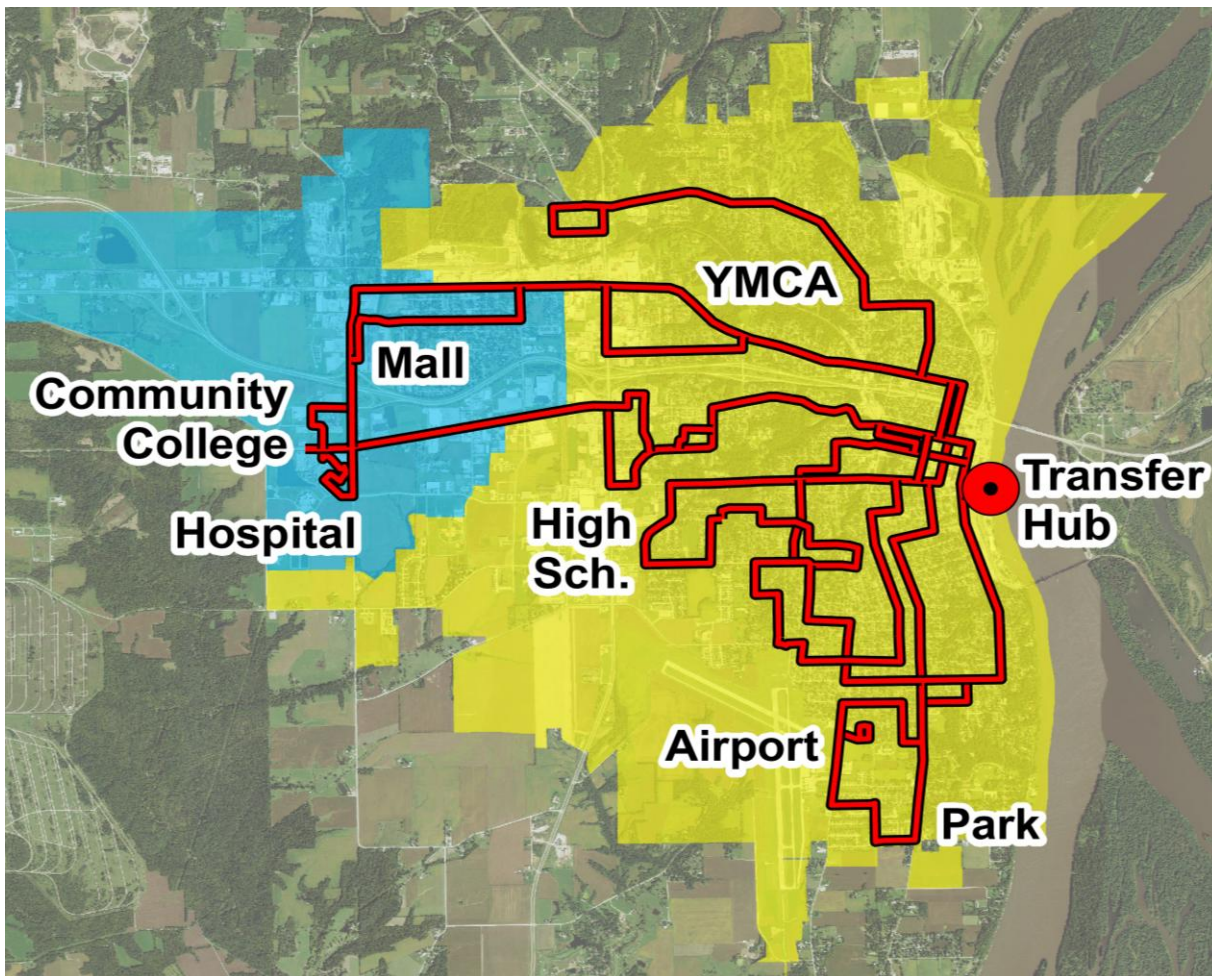 YMCA
Mall
Community
College
Hospital
High
Sch.
Transfer
Hub
Airport
Park